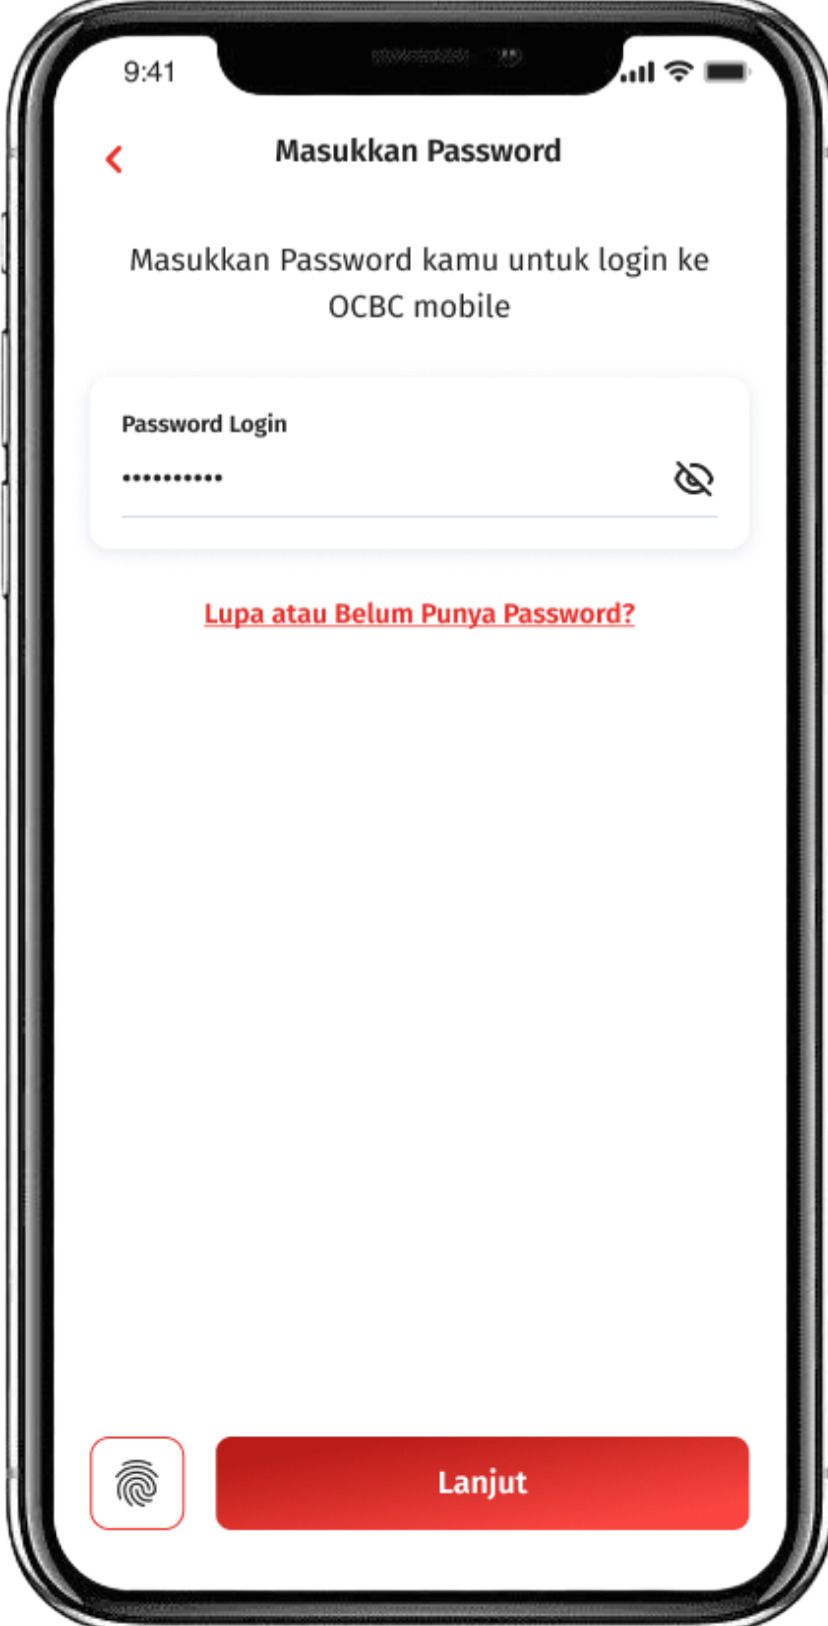 9:41
Masukkan Password
Masukkan Password kamu untuk login ke
OCBC mobile
Password Login
••••••••••
Lupa atau Belum Punya Password?
Lanjut